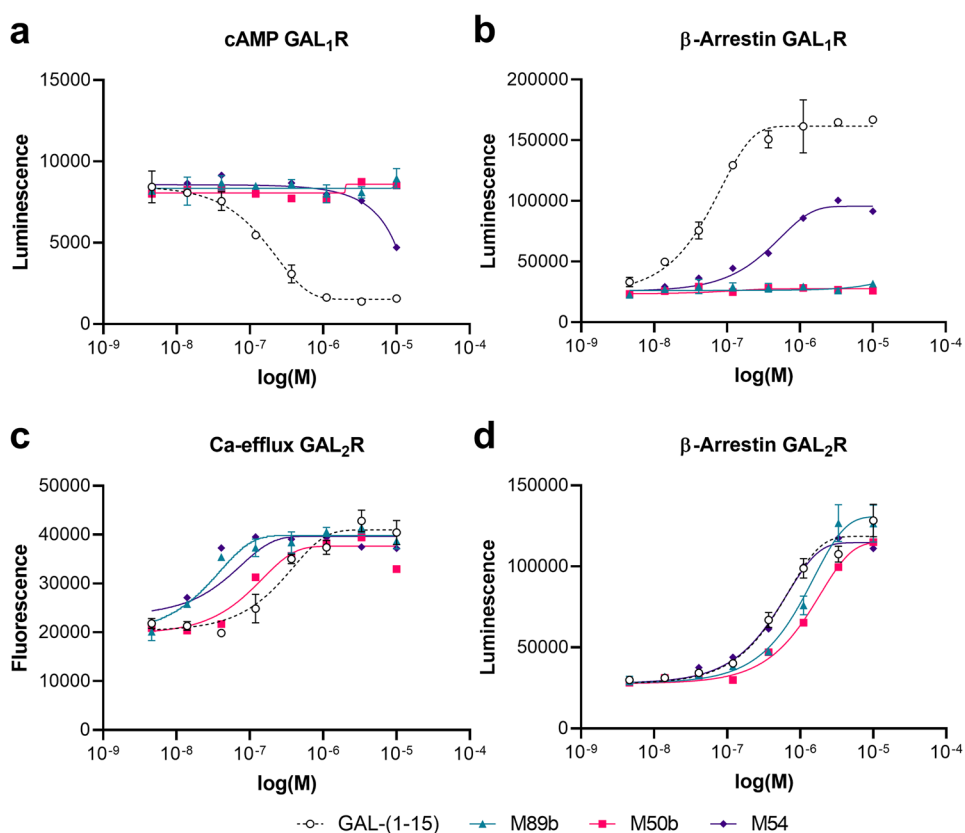 a
cAMP GAL₁R
Luminescence
15000
10000
5000
0
10⁻⁹ 10⁻⁸ 10⁻⁷ 10⁻⁶ 10⁻⁵ 10⁻⁴
log(M)
b
β-Arrestin GAL₁R
Luminescence
200000
150000
100000
50000
0
10⁻⁹ 10⁻⁸ 10⁻⁷ 10⁻⁶ 10⁻⁵ 10⁻⁴
log(M)
c
Ca-efflux GAL₂R
Fluorescence
50000
40000
30000
20000
10000
0
10⁻⁹ 10⁻⁸ 10⁻⁷ 10⁻⁶ 10⁻⁵ 10⁻⁴
log(M)
d
β-Arrestin GAL₂R
Luminescence
150000
100000
50000
0
10⁻⁹ 10⁻⁸ 10⁻⁷ 10⁻⁶ 10⁻⁵ 10⁻⁴
log(M)
GAL-(1-15) M89b M50b M54